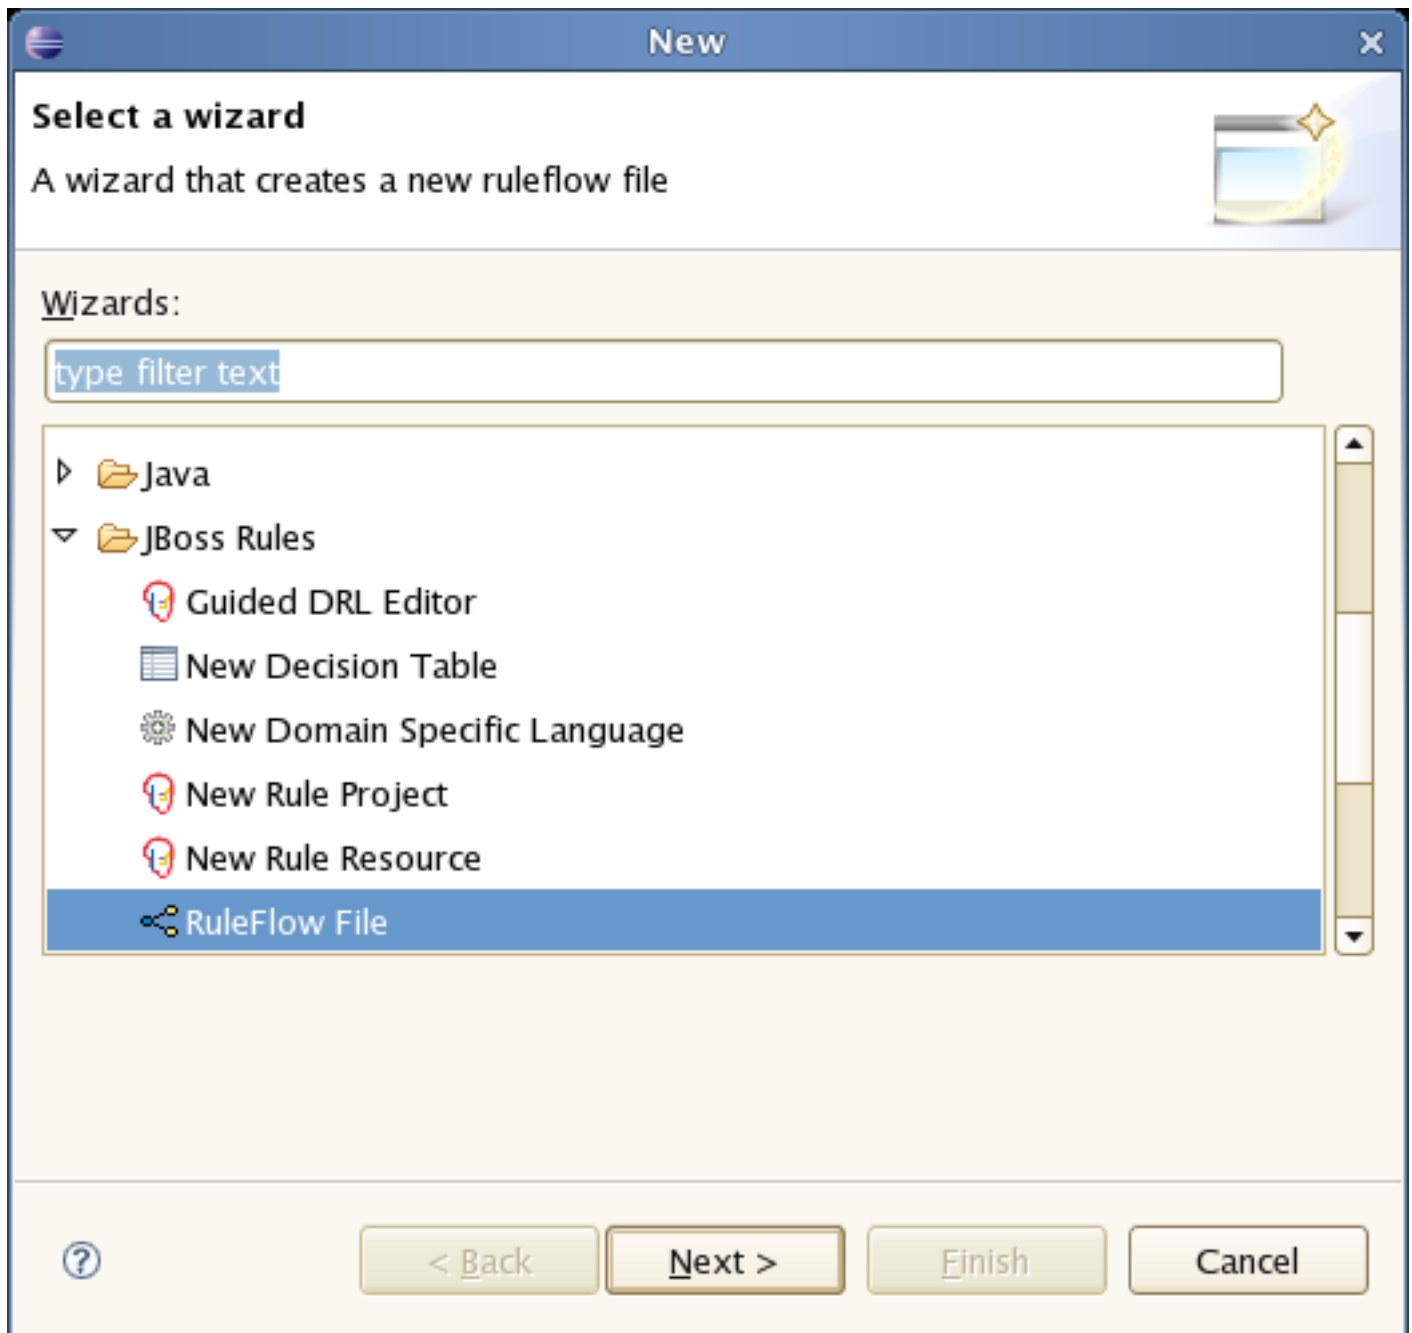 New
Select a wizard
A wizard that creates a new ruleflow file
Wizards:
type filter text
Java
JBoss Rules
Guided DRL Editor
New Decision Table
New Domain Specific Language
New Rule Project
New Rule Resource
RuleFlow File
< Back Next > Finish Cancel